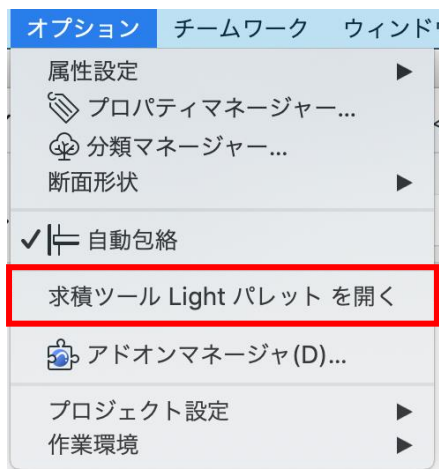 オプション チームワーク ウィンド
属性設定 ▶
プロパティマネージャー...
分類マネージャー...
断面形状 ▶
✓ 自動包絡
求積ツール Light パレット を開く
アドオンマネージャ(D)...
プロジェクト設定 ▶
作業環境 ▶